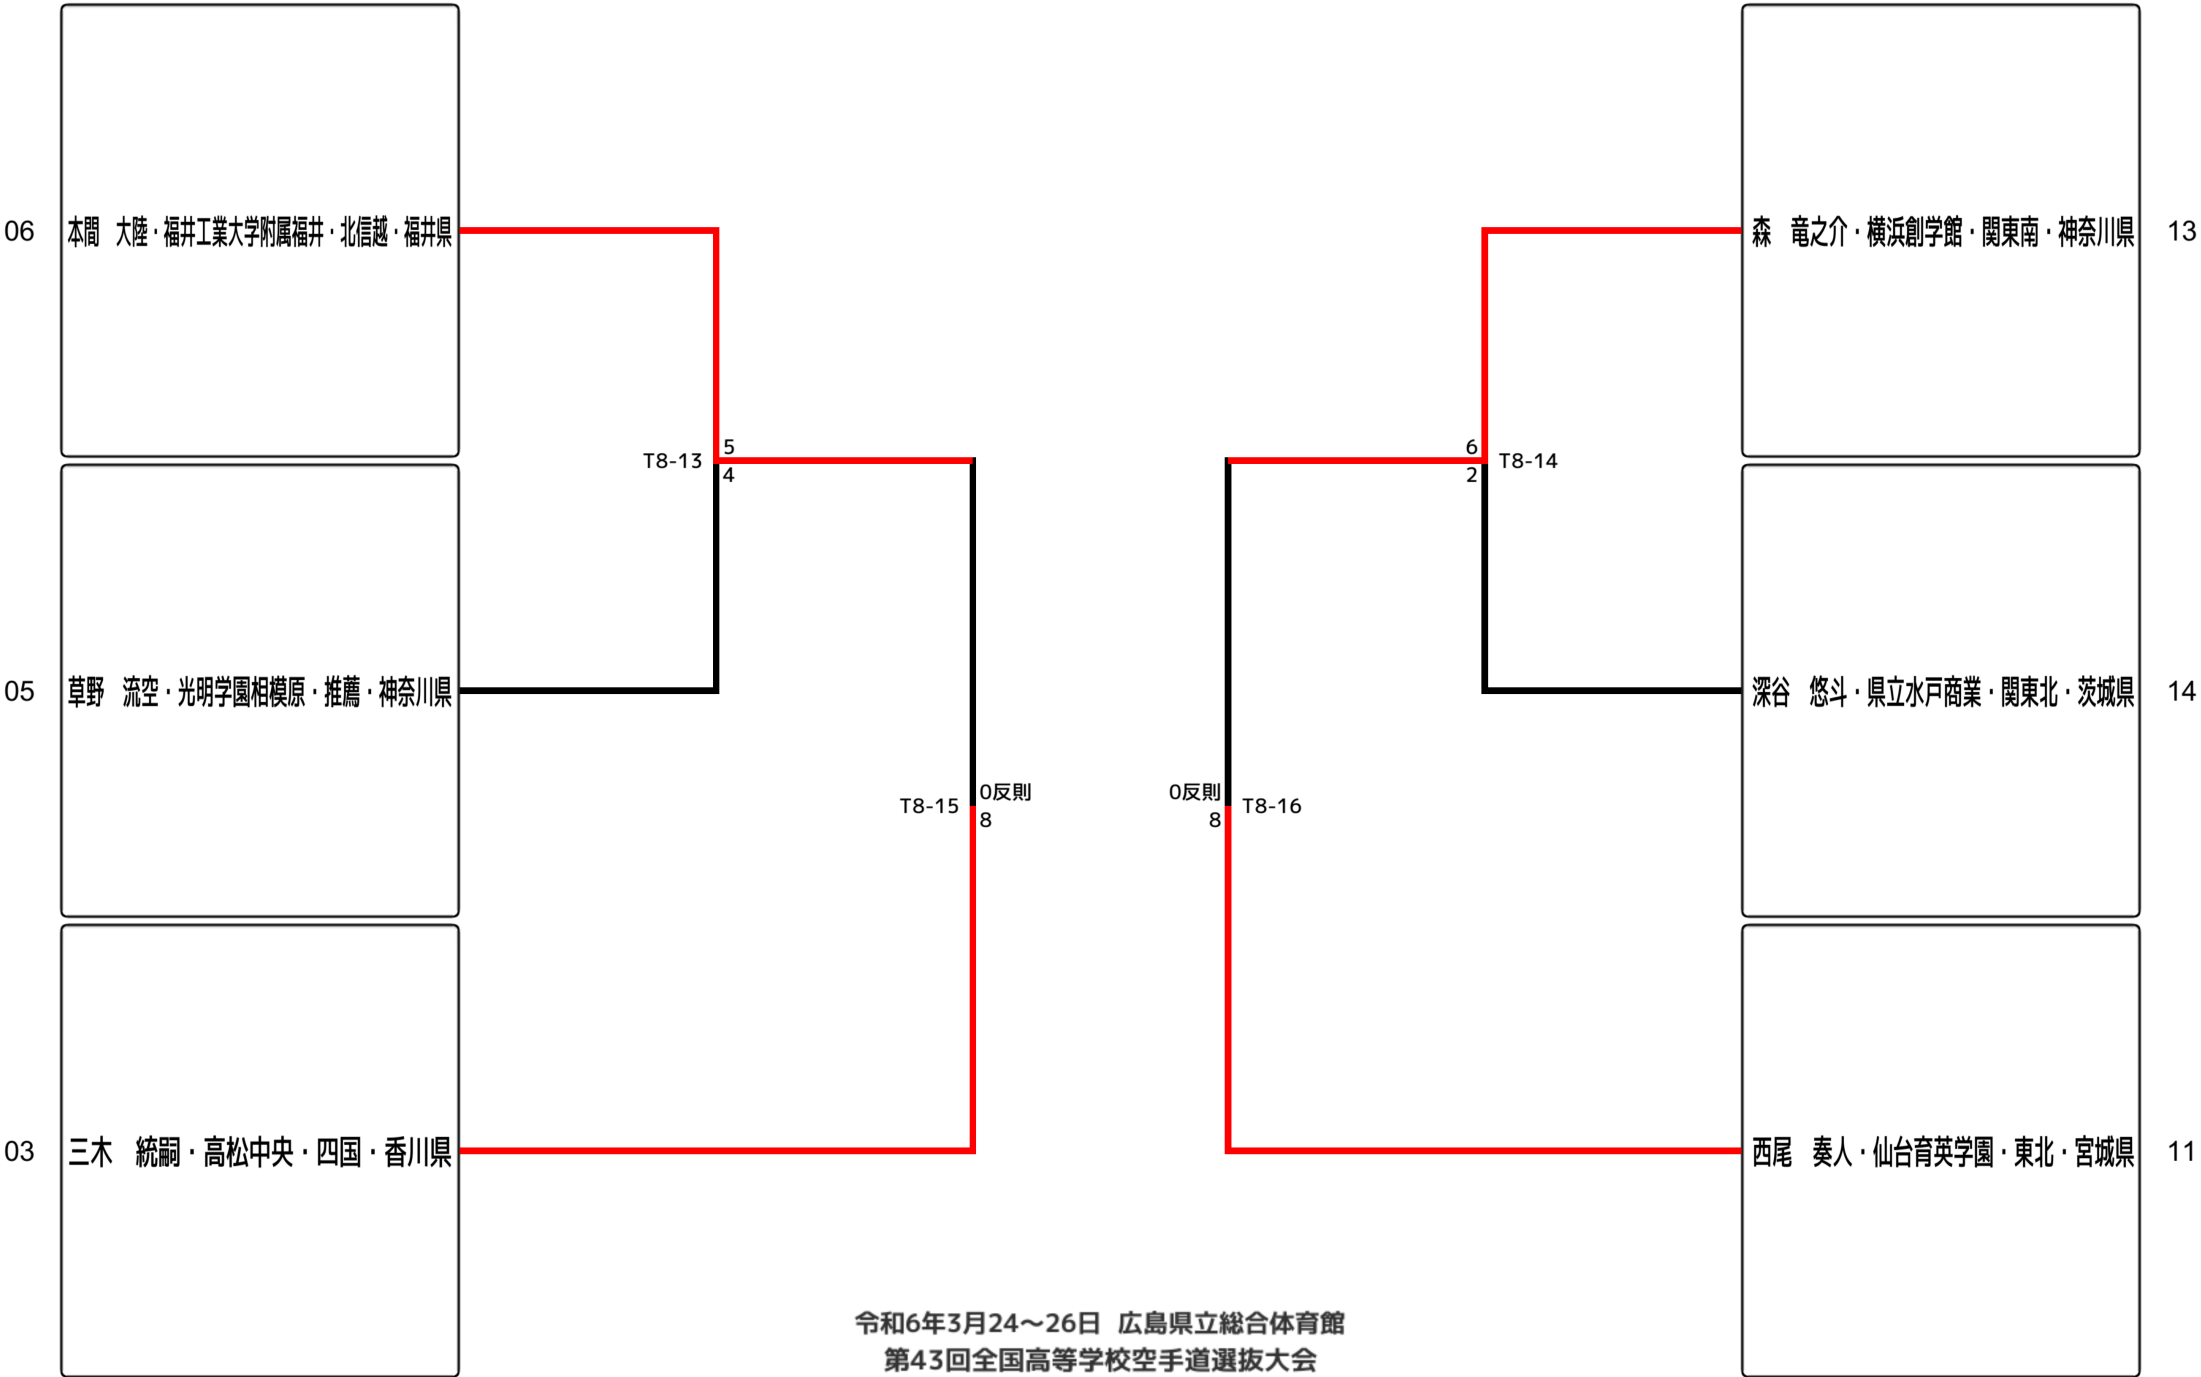 06
本間　大陸・福井工業大学附属福井・北信越・福井県
05
草野　流空・光明学園相模原・推薦・神奈川県
03
三木　統嗣・高松中央・四国・香川県
T8-13
5
4
T8-15
0反則
8
6
2
T8-14
0反則
8
T8-16
森　竜之介・横浜創学館・関東南・神奈川県
13
深谷　悠斗・県立水戸商業・関東北・茨城県
14
西尾　奏人・仙台育英学園・東北・宮城県
11
令和6年3月24～26日 広島県立総合体育館
第43回全国高等学校空手道選抜大会